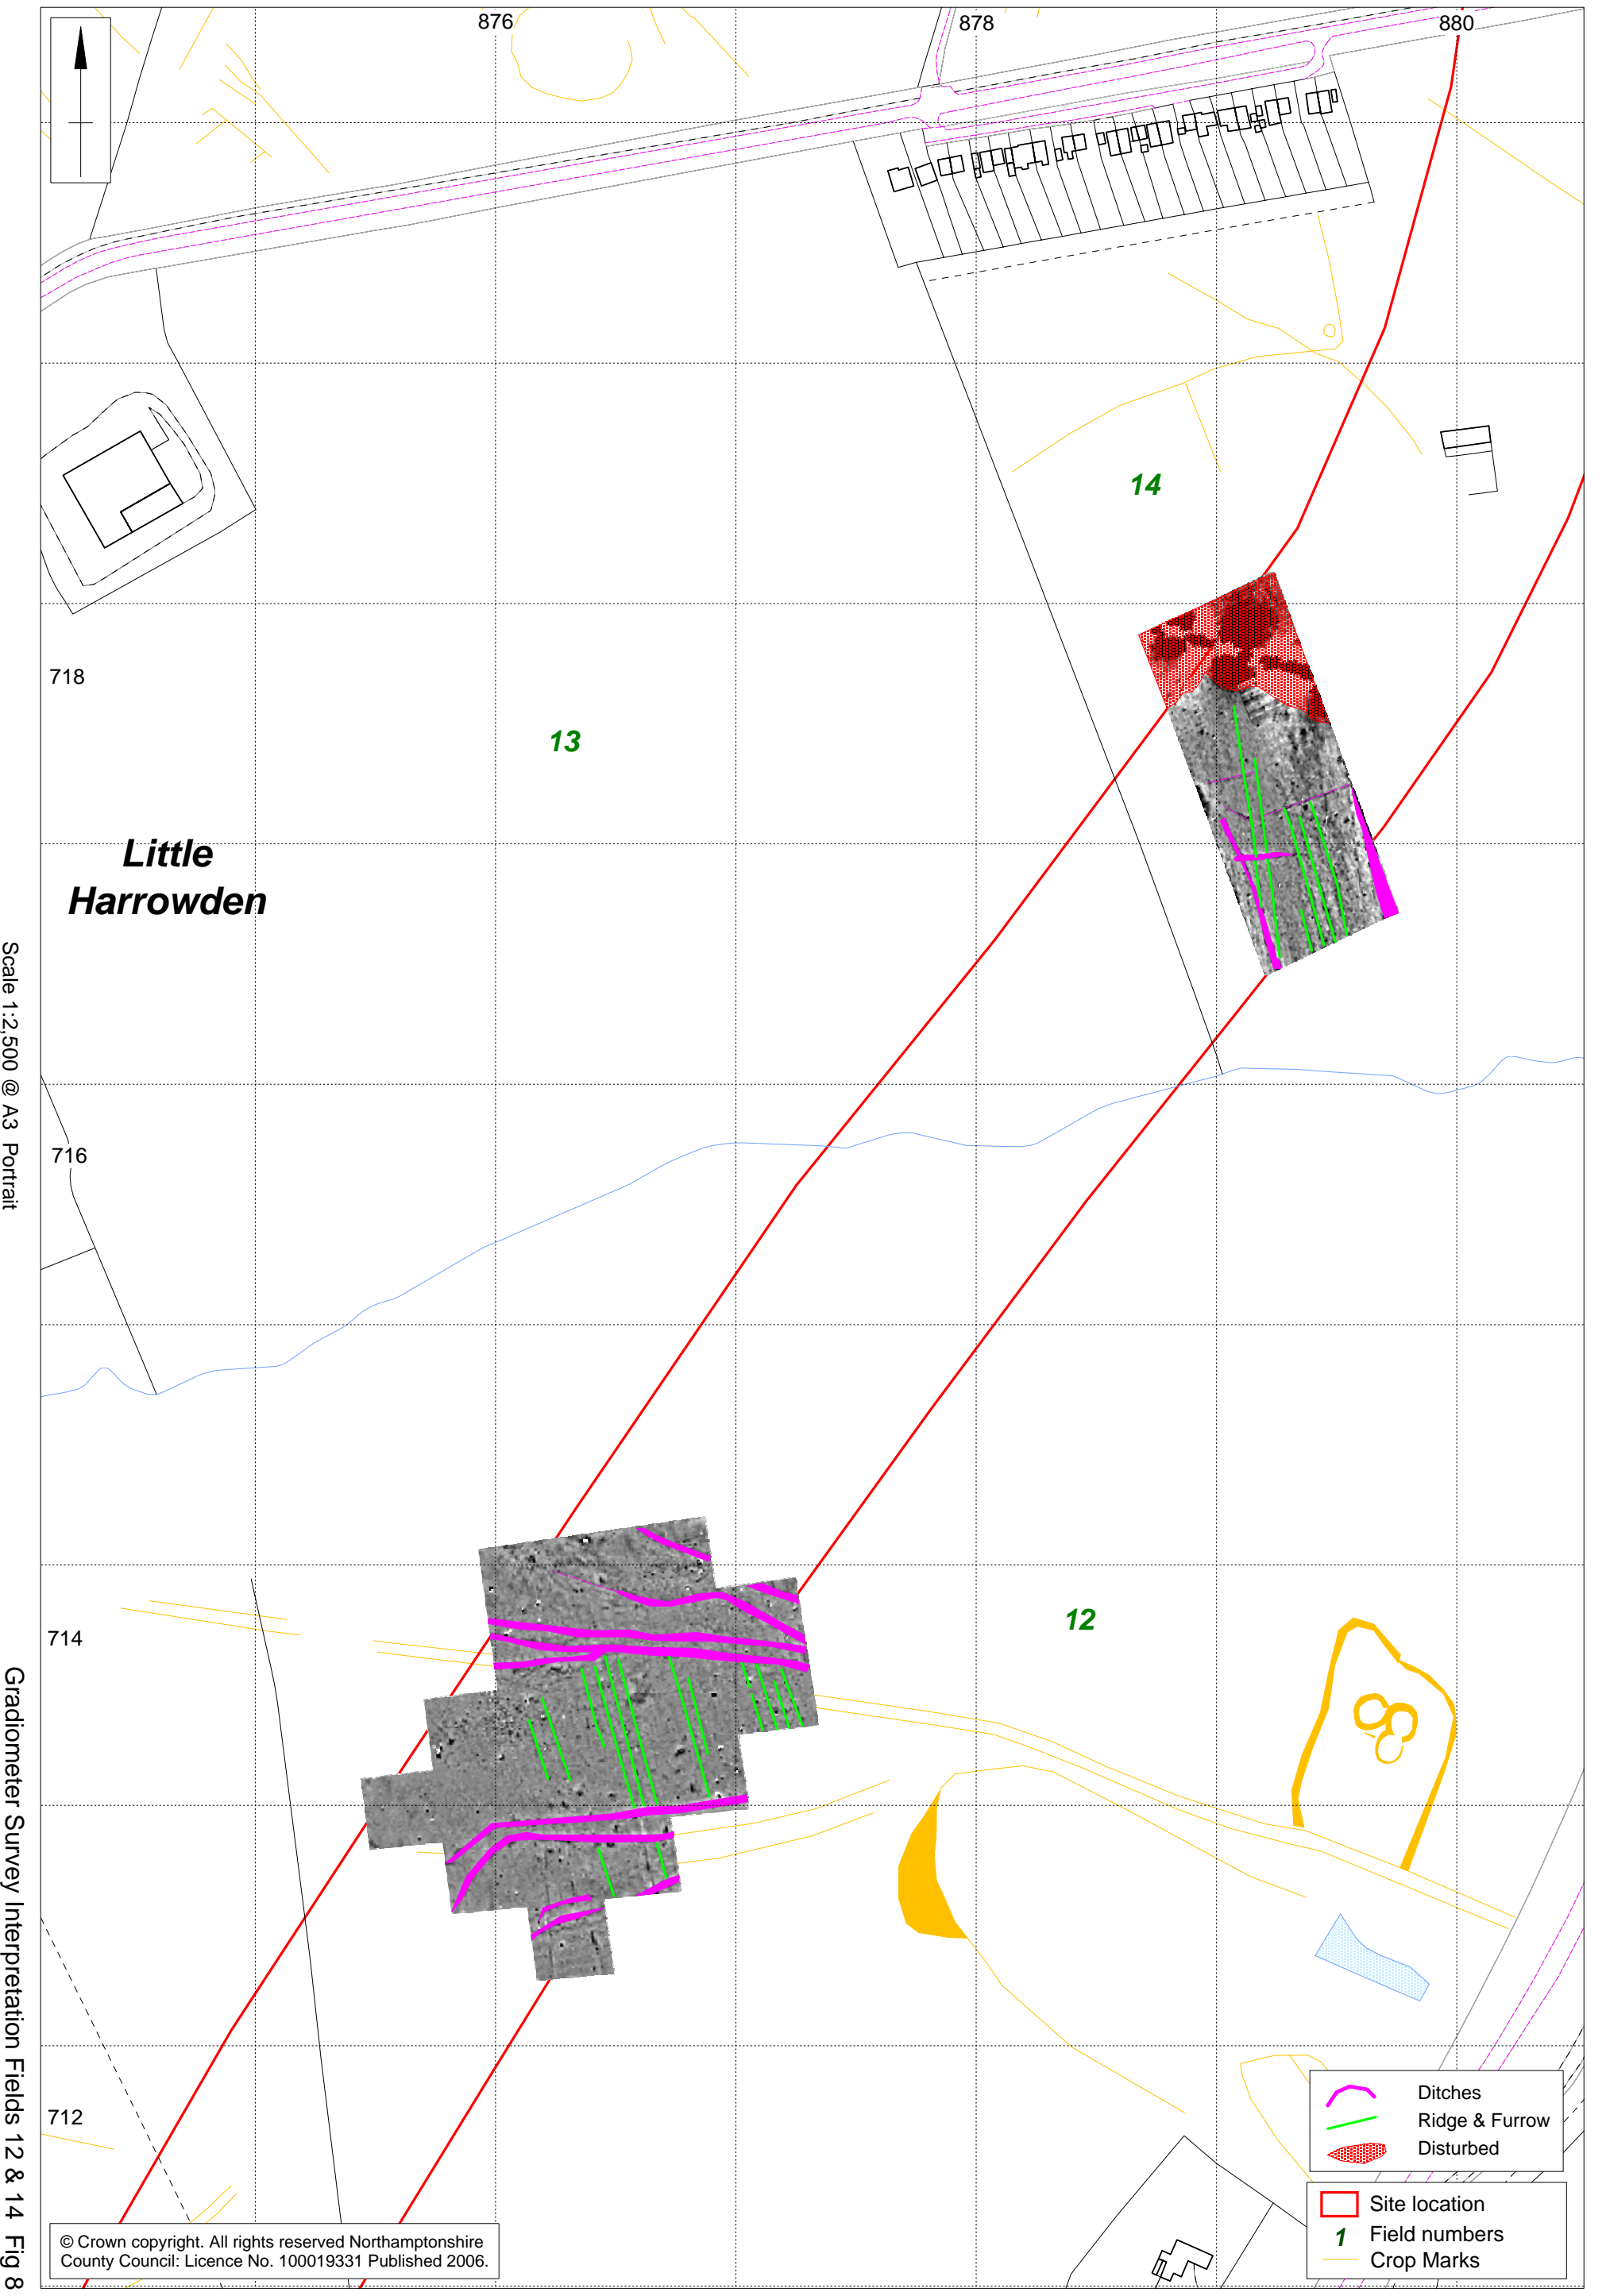 876
878
880
14
718
13
Little
Harrowden
716
12
714
712
Ditches
Ridge & Furrow
Disturbed
Site location
1 Field numbers
Crop Marks
© Crown copyright. All rights reserved Northamptonshire
County Council: Licence No. 100019331 Published 2006.
Scale 1:2,500 @ A3 Portrait
Gradiometer Survey Interpretation Fields 12 & 14 Fig 8